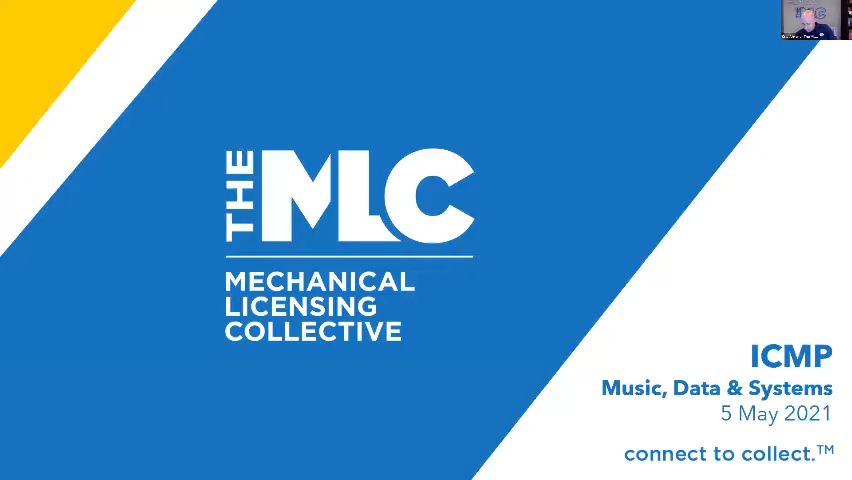 THE MLC
MECHANICAL
LICENSING
COLLECTIVE
ICMP
Music, Data & Systems
5 May 2021
connect to collect.™